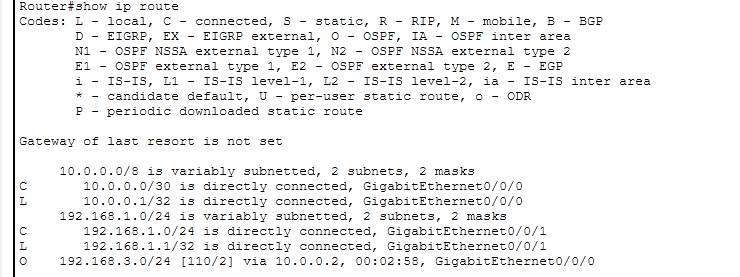 Router#show ip route
Codes: L - local, C - connected, S - static, R - RIP, M - mobile, B - BGP
       D - EIGRP, EX - EIGRP external, O - OSPF, IA - OSPF inter area
       N1 - OSPF NSSA external type 1, N2 - OSPF NSSA external type 2
       E1 - OSPF external type 1, E2 - OSPF external type 2, E - EGP
       i - IS-IS, L1 - IS-IS level-1, L2 - IS-IS level-2, ia - IS-IS inter area
       * - candidate default, U - per-user static route, o - ODR
       P - periodic downloaded static route

Gateway of last resort is not set

     10.0.0.0/8 is variably subnetted, 2 subnets, 2 masks
C       10.0.0.0/30 is directly connected, GigabitEthernet0/0/0
L       10.0.0.1/32 is directly connected, GigabitEthernet0/0/0
     192.168.1.0/24 is variably subnetted, 2 subnets, 2 masks
C       192.168.1.0/24 is directly connected, GigabitEthernet0/0/1
L       192.168.1.1/32 is directly connected, GigabitEthernet0/0/1
O    192.168.3.0/24 [110/2] via 10.0.0.2, 00:02:58, GigabitEthernet0/0/0